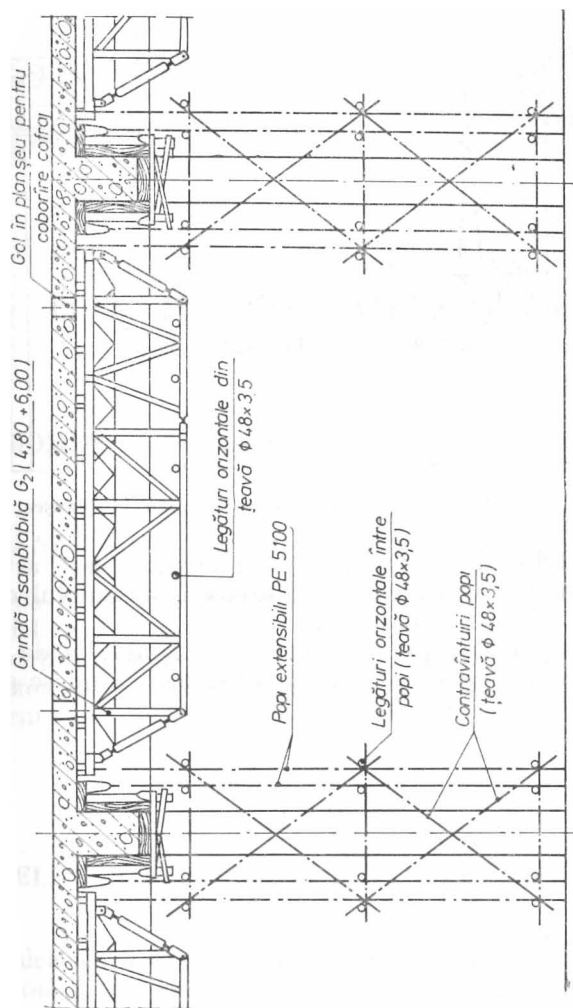 Gol în planșeu pentru
coborîre cofraj
Grindă asamblabilă G2 (4,80 + 6,00)
Legături orizontale din
țeavă ϕ 48×3,5
Popi extensibili PE 5100
Legături orizontale între
popi (țeavă ϕ 48×3,5)
Contravîntuiri popi
(țeavă ϕ 48×3,5)